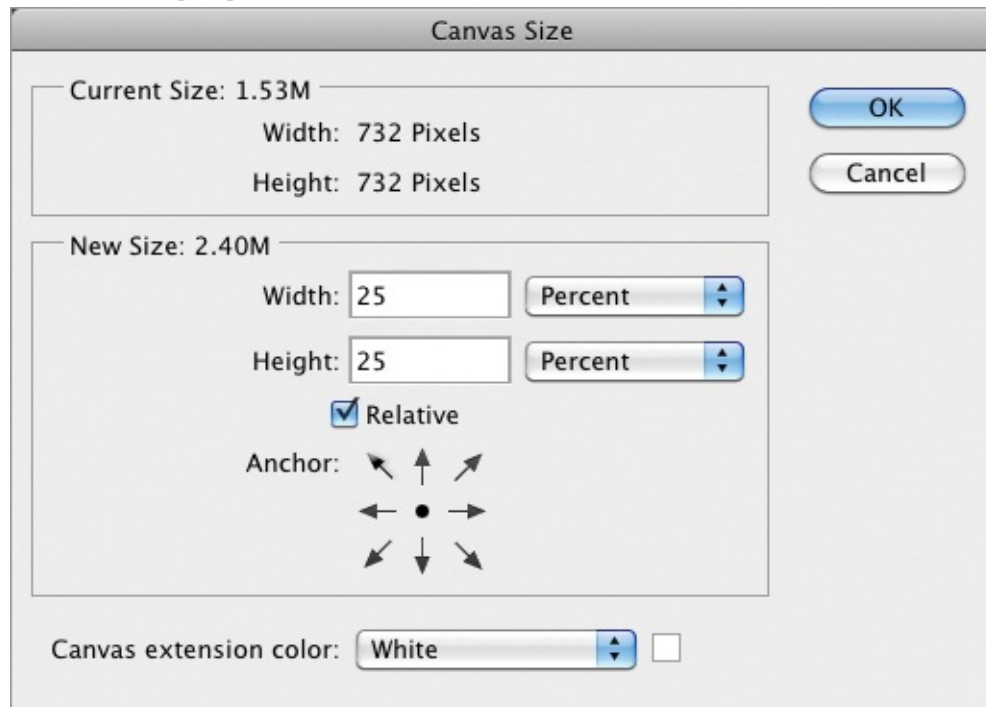 Canvas Size
Current Size: 1.53M
Width: 732 Pixels
Height: 732 Pixels
OK
Cancel
New Size: 2.40M
Width: 25 Percent
Height: 25 Percent
Relative
Anchor:
Canvas extension color: White